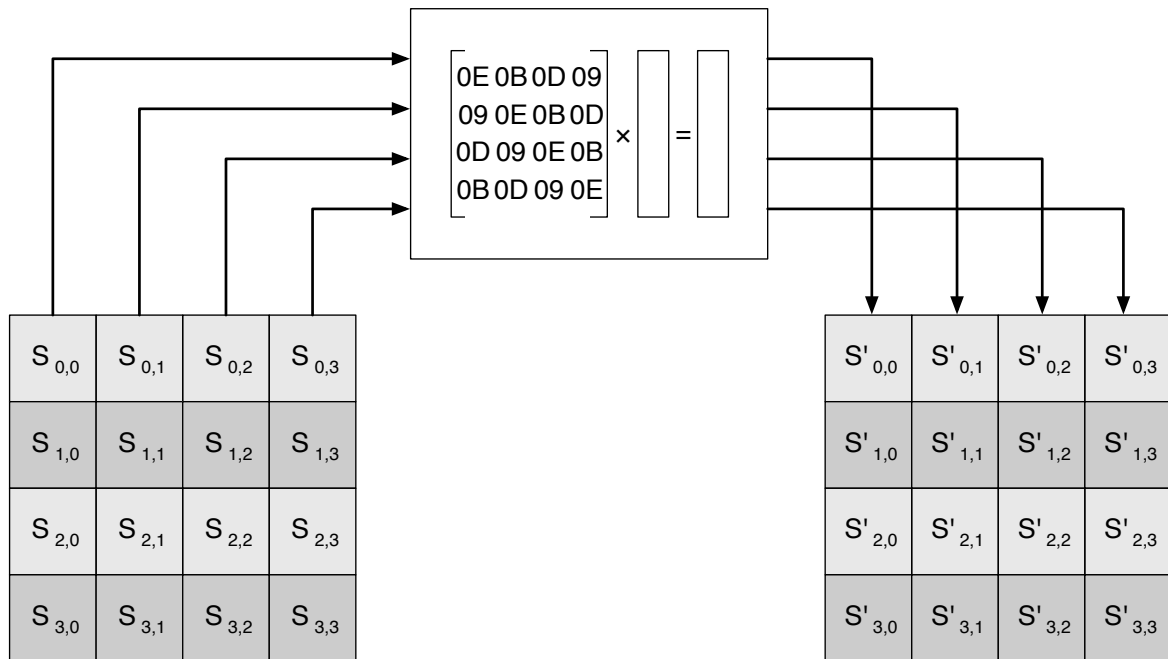 0E 0B 0D 09
09 0E 0B 0D
0D 09 0E 0B
0B 0D 09 0E
× =
S 0,0 S 0,1 S 0,2 S 0,3
S 1,0 S 1,1 S 1,2 S 1,3
S 2,0 S 2,1 S 2,2 S 2,3
S 3,0 S 3,1 S 3,2 S 3,3
S' 0,0 S' 0,1 S' 0,2 S' 0,3
S' 1,0 S' 1,1 S' 1,2 S' 1,3
S' 2,0 S' 2,1 S' 2,2 S' 2,3
S' 3,0 S' 3,1 S' 3,2 S' 3,3